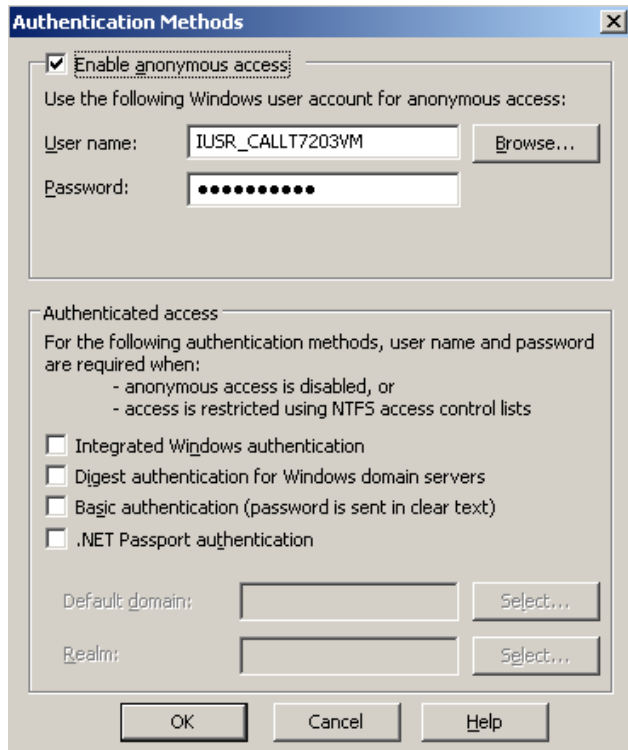 Authentication Methods
Enable anonymous access
Use the following Windows user account for anonymous access:
User name: IUSR_CALLT7203VM Browse...
Password: ●●●●●●●●●●
Authenticated access
For the following authentication methods, user name and password
are required when:
- anonymous access is disabled, or
- access is restricted using NTFS access control lists
Integrated Windows authentication
Digest authentication for Windows domain servers
Basic authentication (password is sent in clear text)
.NET Passport authentication
Default domain: Select...
Realm: Select...
OK Cancel Help